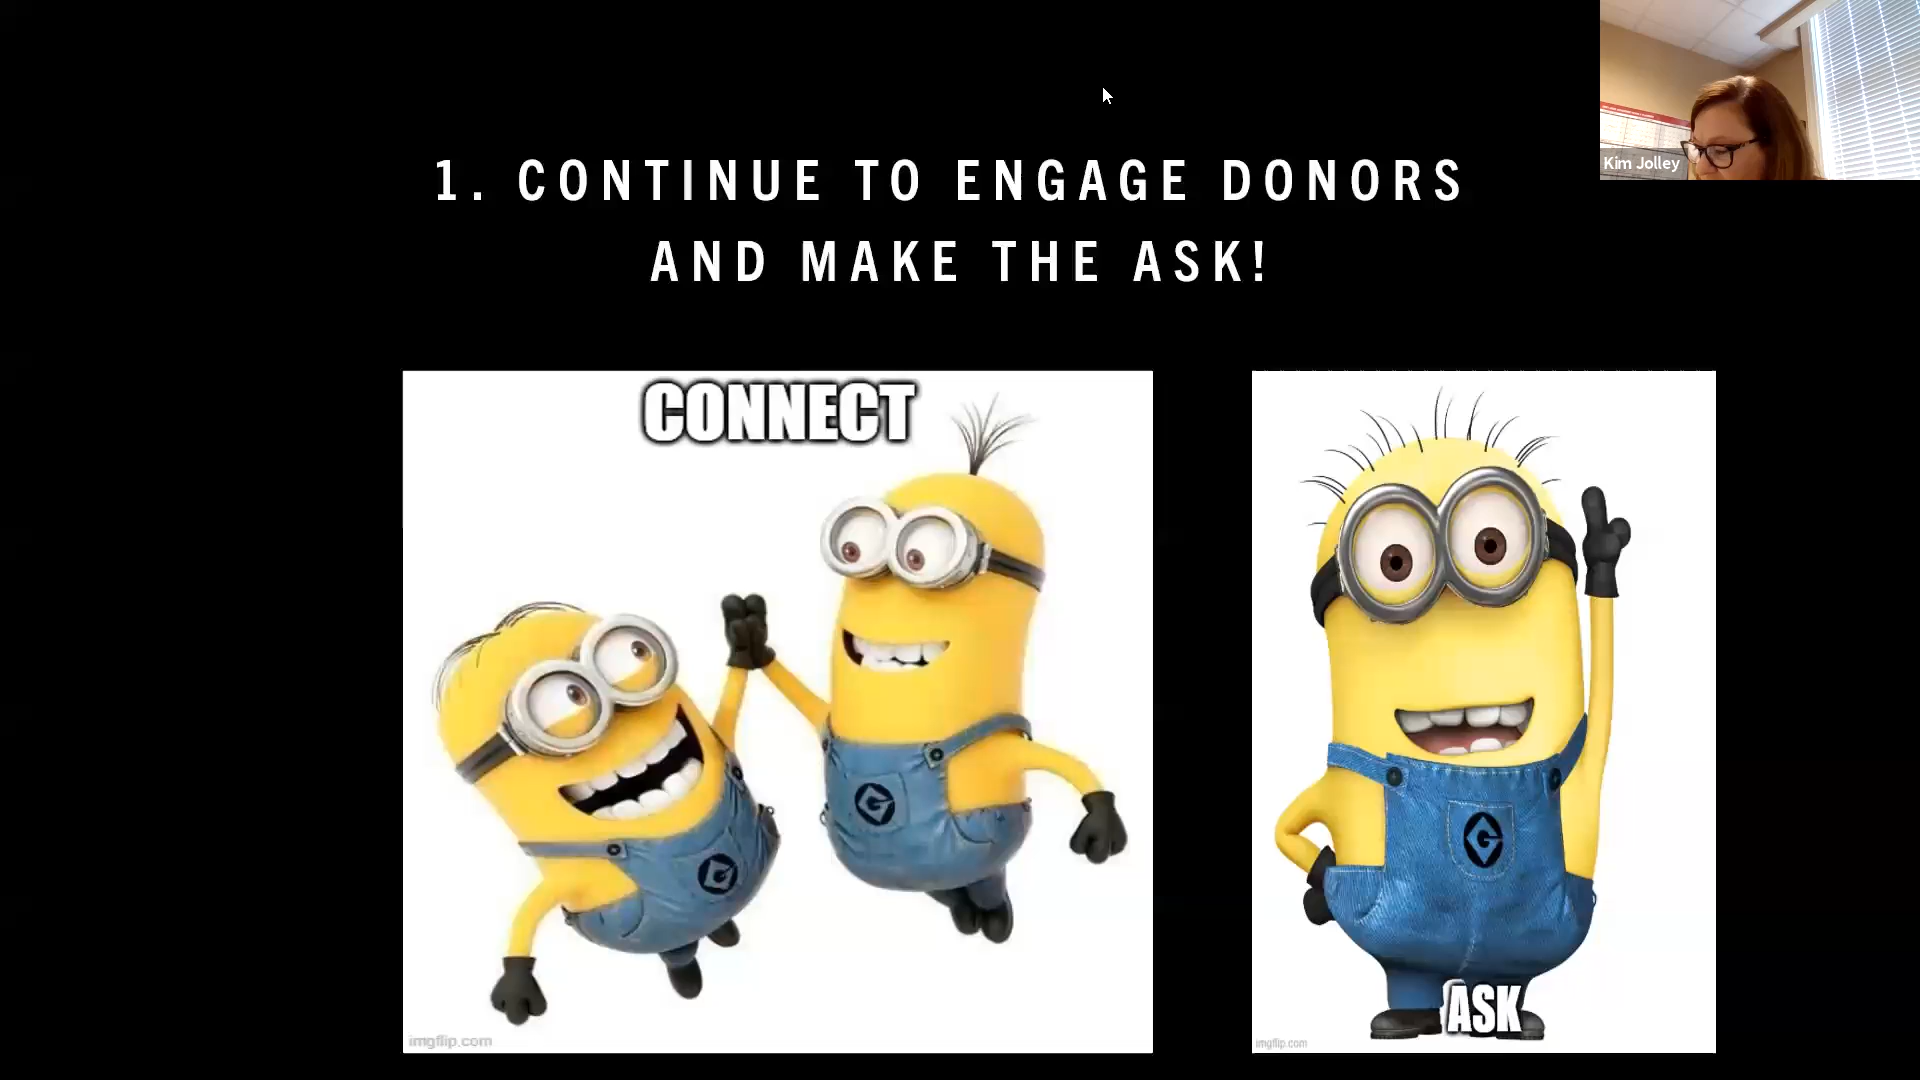 1. CONTINUE TO ENGAGE DONORS
AND MAKE THE ASK!
Kim Jolley
CONNECT
ASK
imgflip.com
imgflip.com